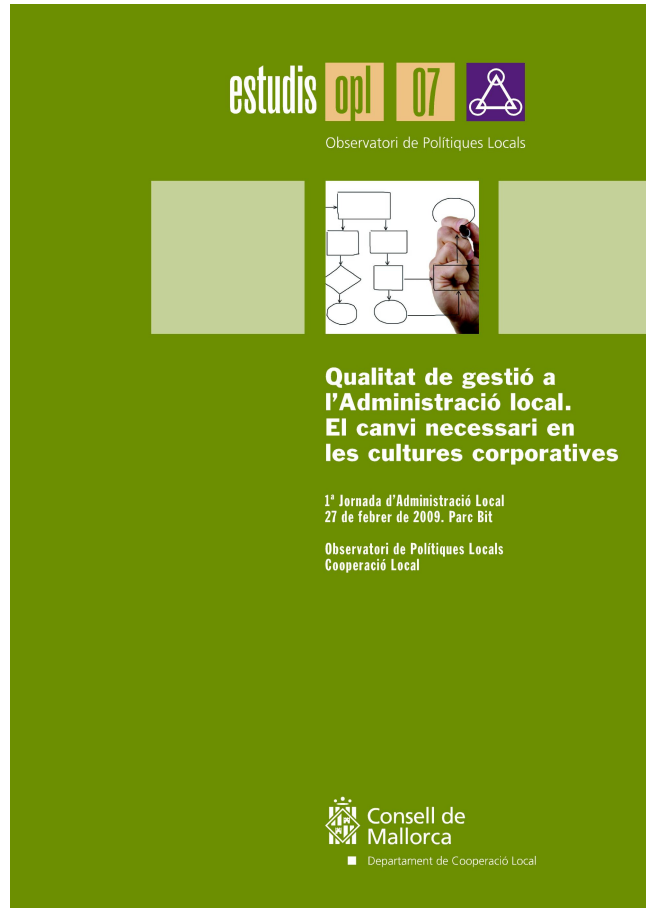 estudis opl 07
Observatori de Polítiques Locals
Qualitat de gestió a
l'Administració local.
El canvi necessari en
les cultures corporatives
1ª Jornada d'Administració Local
27 de febrer de 2009. Parc Bit
Observatori de Polítiques Locals
Cooperació Local
Consell de
Mallorca
Departament de Cooperació Local